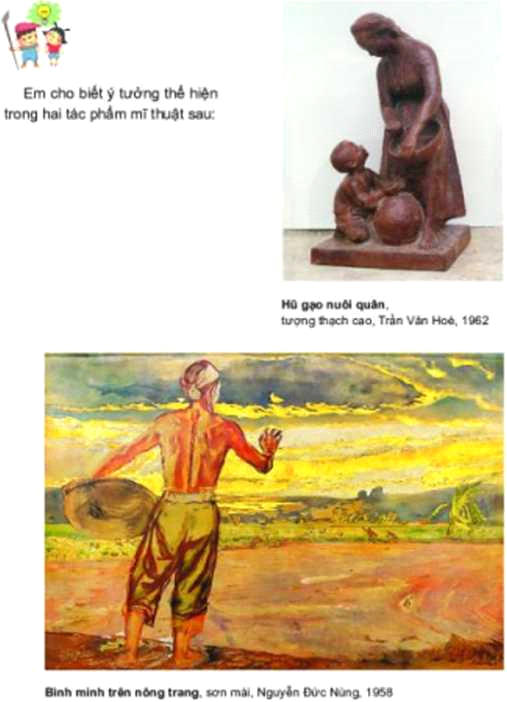 Em cho biết ý tưởng thể hiện
trong hai tác phẩm mĩ thuật sau:
Hũ gạo nuôi quân,
tượng thạch cao, Trần Văn Hoè, 1962
Bình minh trên nông trang, sơn mài, Nguyễn Đức Nùng, 1958